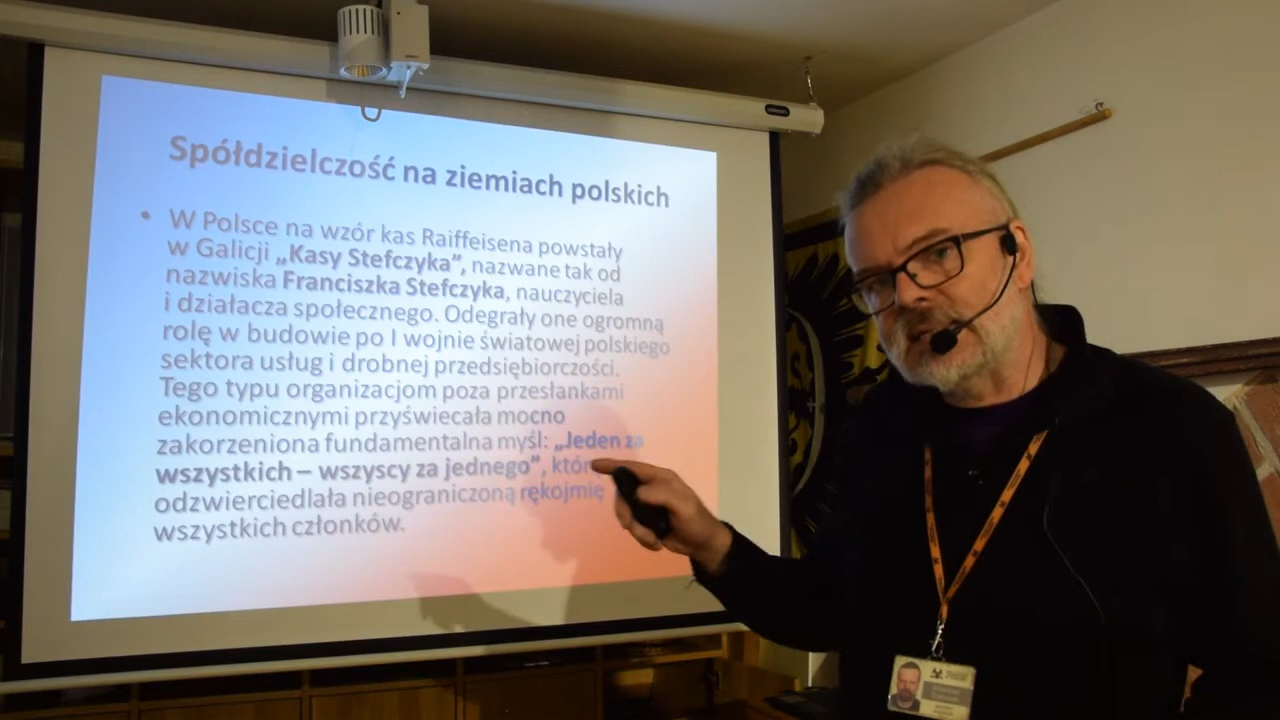 Spółdzielczość na ziemiach polskich
• W Polsce na wzór kas Raiffeisena powstały
w Galicji „Kasy Stefczyka”, nazwane tak od
nazwiska Franciszka Stefczyka, nauczyciela
i działacza społecznego. Odegrały one ogromną
rolę w budowie po I wojnie światowej polskiego
sektora usług i drobnej przedsiębiorczości.
Tego typu organizacjom poza przesłankami
ekonomicznymi przyświecała mocno
zakorzeniona fundamentalna myśl: „Jeden za
wszystkich – wszyscy za jednego”, któr
odzwierciedlała nieograniczoną rękojmię
wszystkich członków.